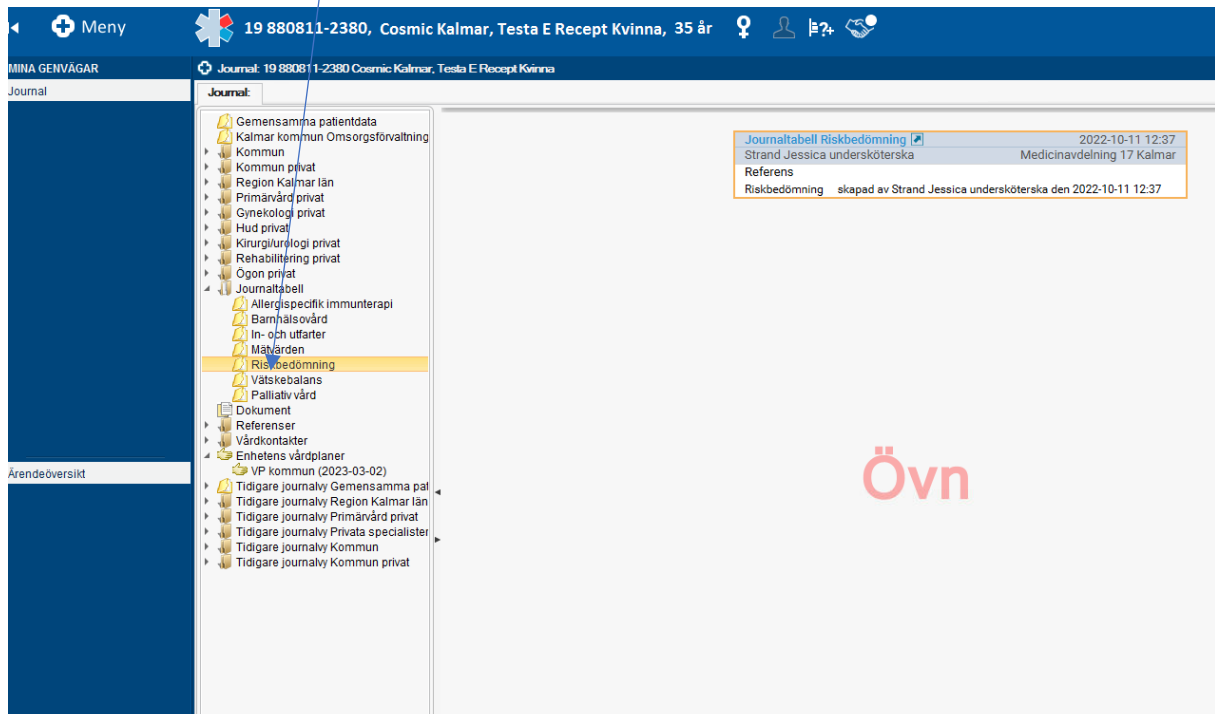 Meny
19 880811-2380, Cosmic Kalmar, Testa E Recept Kvinna, 35 år
MINA GENVÄGAR
Journal: 19 880811-2380 Cosmic Kalmar, Testa E Recept Kvinna
Journal
Journal:
Gemensamma patientdata
Kalmar kommun Omsorgsförvaltning
Kommun
Kommun privat
Region Kalmar län
Primärvård privat
Gynekologi privat
Hud privat
Kirurgi/urologi privat
Rehabilitering privat
Ögon privat
Journaltabell
Allergispecifik immunterapi
Barnhälsovård
In- och utfarter
Mätvärden
Riskbedömning
Vätskebalans
Palliativ vård
Dokument
Referenser
Vårdkontakter
Enhetens vårdplaner
VP kommun (2023-03-02)
Tidigare journalvy Gemensamma pat
Tidigare journalvy Region Kalmar län
Tidigare journalvy Primärvård privat
Tidigare journalvy Privata specialister
Tidigare journalvy Kommun
Tidigare journalvy Kommun privat
Journaltabell Riskbedömning 2022-10-11 12:37
Strand Jessica undersköterska Medicinavdelning 17 Kalmar
Referens
Riskbedömning skapad av Strand Jessica undersköterska den 2022-10-11 12:37
Övn
Ärendeöversikt